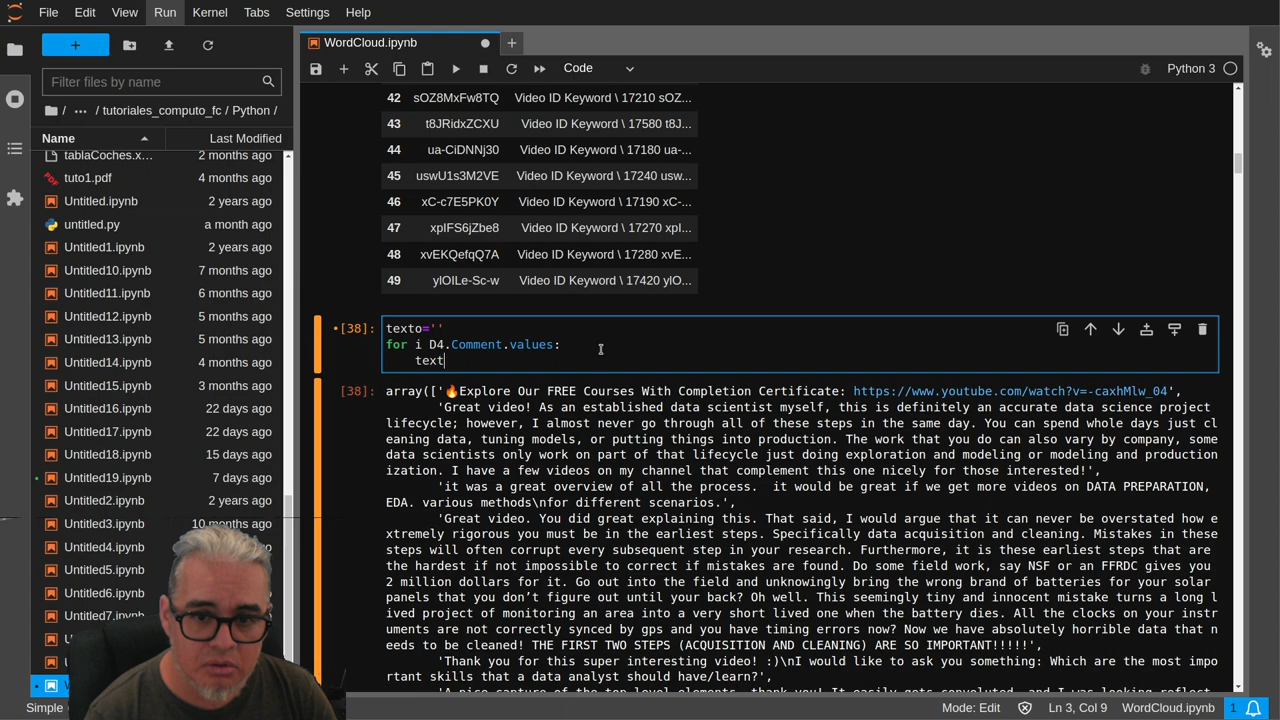 File Edit View Run Kernel Tabs Settings Help
+
Filter files by name
/ ... / tutoriales_computo_fc / Python /
Name Last Modified
tablaCoches.x… 2 months ago
tuto1.pdf 4 months ago
Untitled.ipynb 2 years ago
untitled.py a month ago
Untitled1.ipynb 2 years ago
Untitled10.ipynb 7 months ago
Untitled11.ipynb 6 months ago
Untitled12.ipynb 5 months ago
Untitled13.ipynb 5 months ago
Untitled14.ipynb 4 months ago
Untitled15.ipynb 3 months ago
Untitled16.ipynb 22 days ago
Untitled17.ipynb 22 days ago
Untitled18.ipynb 15 days ago
Untitled19.ipynb 7 days ago
Untitled2.ipynb 2 years ago
Untitled3.ipynb 10 months ago
Untitled4.ipynb
Untitled5.ipynb
Untitled6.ipynb
Untitled7.ipynb
Simple
WordCloud.ipynb
Code
Python 3
42 sOZ8MxFw8TQ Video ID Keyword \ 17210 sOZ...
43 t8JRidxZCXU Video ID Keyword \ 17580 t8J...
44 ua-CiDNNj30 Video ID Keyword \ 17180 ua-...
45 uswU1s3M2VE Video ID Keyword \ 17240 usw...
46 xC-c7E5PK0Y Video ID Keyword \ 17190 xC-...
47 xpIFS6jZbe8 Video ID Keyword \ 17270 xpI...
48 xvEKQefqQ7A Video ID Keyword \ 17280 xvE...
49 ylOILe-Sc-w Video ID Keyword \ 17420 ylO...
•[38]: texto=''
for i D4.Comment.values:
text
[38]: array(['🔥Explore Our FREE Courses With Completion Certificate: https://www.youtube.com/watch?v=-caxhMlw_04',
'Great video! As an established data scientist myself, this is definitely an accurate data science project
lifecycle; however, I almost never go through all of these steps in the same day. You can spend whole days just cl
eaning data, tuning models, or putting things into production. The work that you do can also vary by company, some
data scientists only work on part of that lifecycle just doing exploration and modeling or modeling and production
ization. I have a few videos on my channel that complement this one nicely for those interested!',
'it was a great overview of all the process.  it would be great if we get more videos on DATA PREPARATION,
EDA. various methods\nfor different scenarios.',
'Great video. You did great explaining this. That said, I would argue that it can never be overstated how e
xtremely rigorous you must be in the earliest steps. Specifically data acquisition and cleaning. Mistakes in these
steps will often corrupt every subsequent step in your research. Furthermore, it is these earliest steps that are
the hardest if not impossible to correct if mistakes are found. Do some field work, say NSF or an FFRDC gives you
2 million dollars for it. Go out into the field and unknowingly bring the wrong brand of batteries for your solar
panels that you don’t figure out until your back? Oh well. This seemingly tiny and innocent mistake turns a long l
ived project of monitoring an area into a very short lived one when the battery dies. All the clocks on your instr
uments are not correctly synced by gps and you have timing errors now? Now we have absolutely horrible data that n
eeds to be cleaned! THE FIRST TWO STEPS (ACQUISITION AND CLEANING) ARE SO IMPORTANT!!!!!',
'Thank you for this super interesting video! :)\nI would like to ask you something: Which are the most impo
rtant skills that a data analyst should have/learn?',
Mode: Edit Ln 3, Col 9 WordCloud.ipynb 1